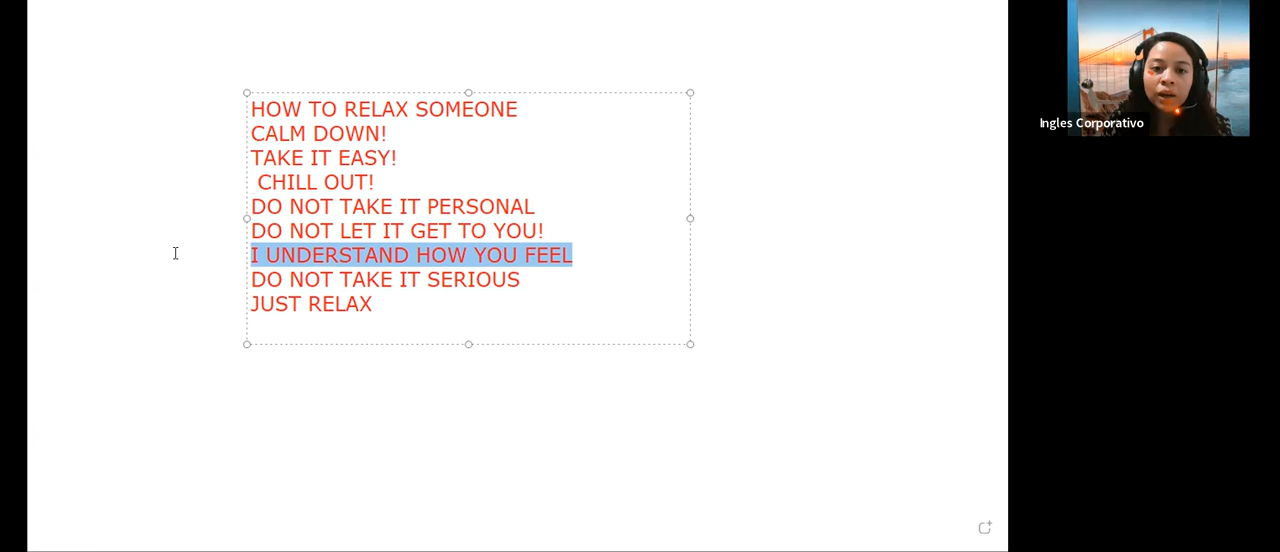 HOW TO RELAX SOMEONE
CALM DOWN!
TAKE IT EASY!
CHILL OUT!
DO NOT TAKE IT PERSONAL
DO NOT LET IT GET TO YOU!
I UNDERSTAND HOW YOU FEEL
DO NOT TAKE IT SERIOUS
JUST RELAX
Ingles Corporativo